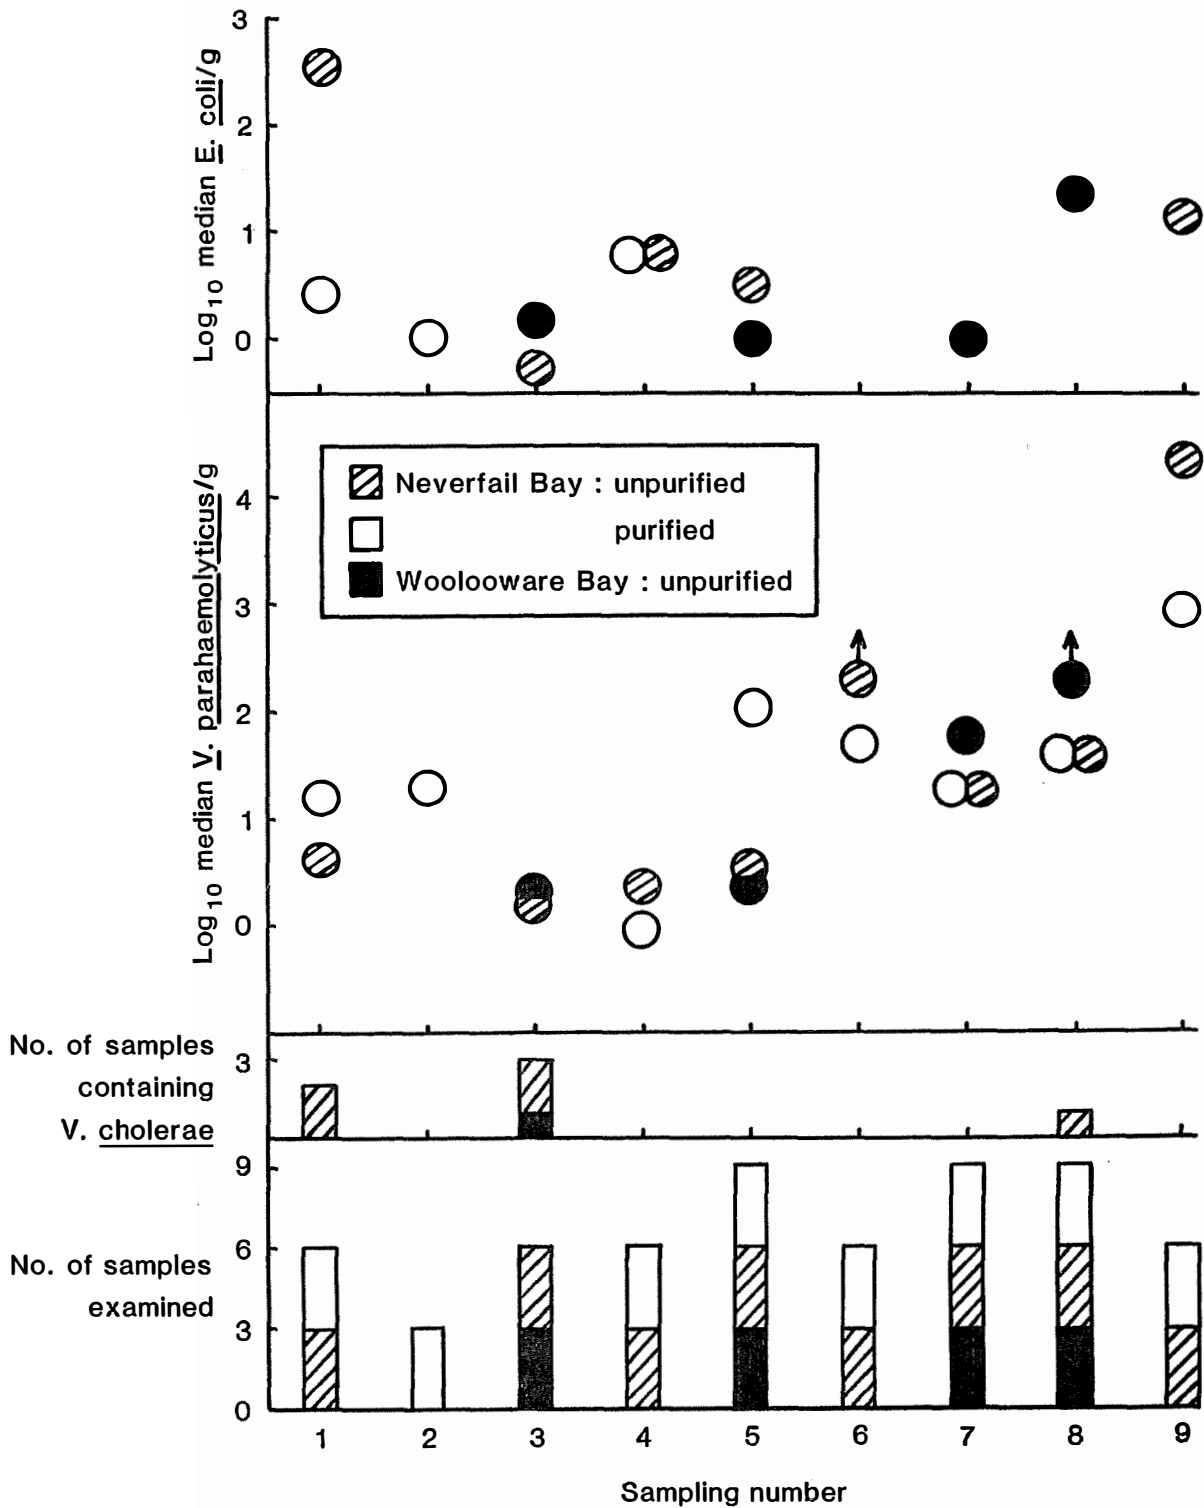 Log10 median E. coli/g
3
2
1
0
Log10 median V. parahaemolyticus/g
4
3
2
1
0
Neverfail Bay : unpurified
purified
Woolooware Bay : unpurified
No. of samples
containing
V. cholerae
3
No. of samples
examined
9
6
3
0
1 2 3 4 5 6 7 8 9
Sampling number